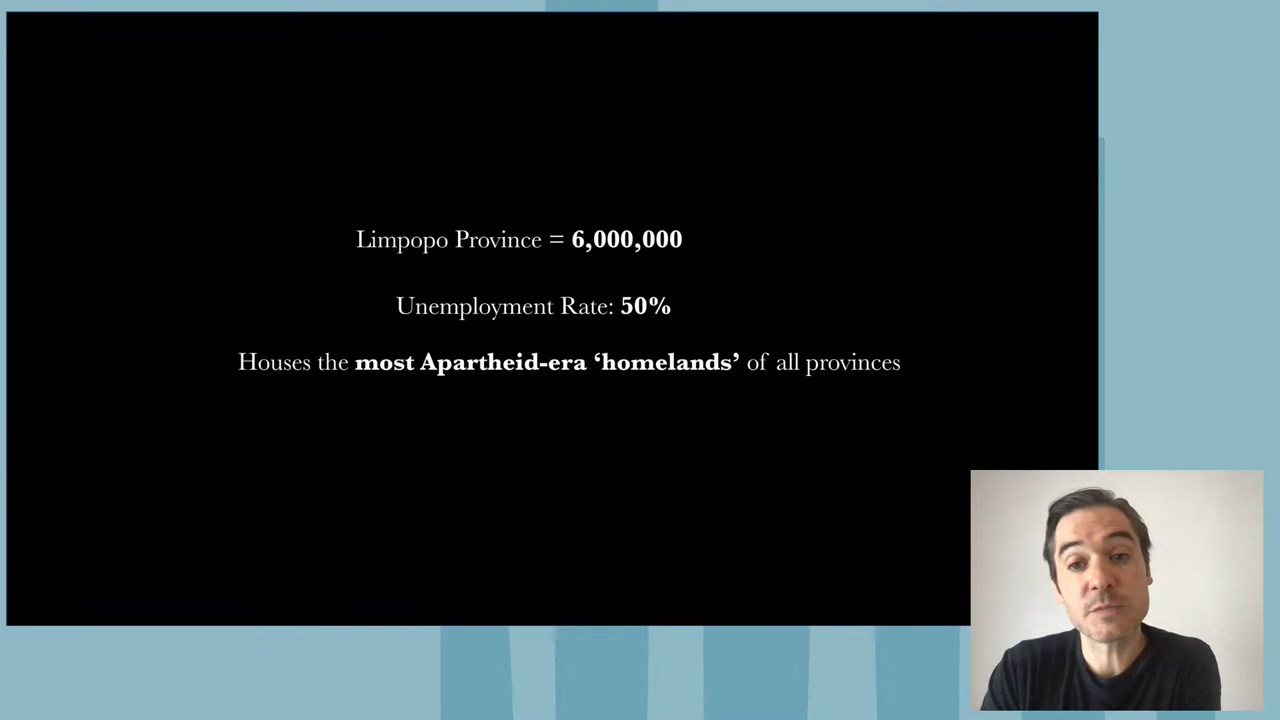 Limpopo Province = 6,000,000
Unemployment Rate: 50%
Houses the most Apartheid-era ‘homelands’ of all provinces